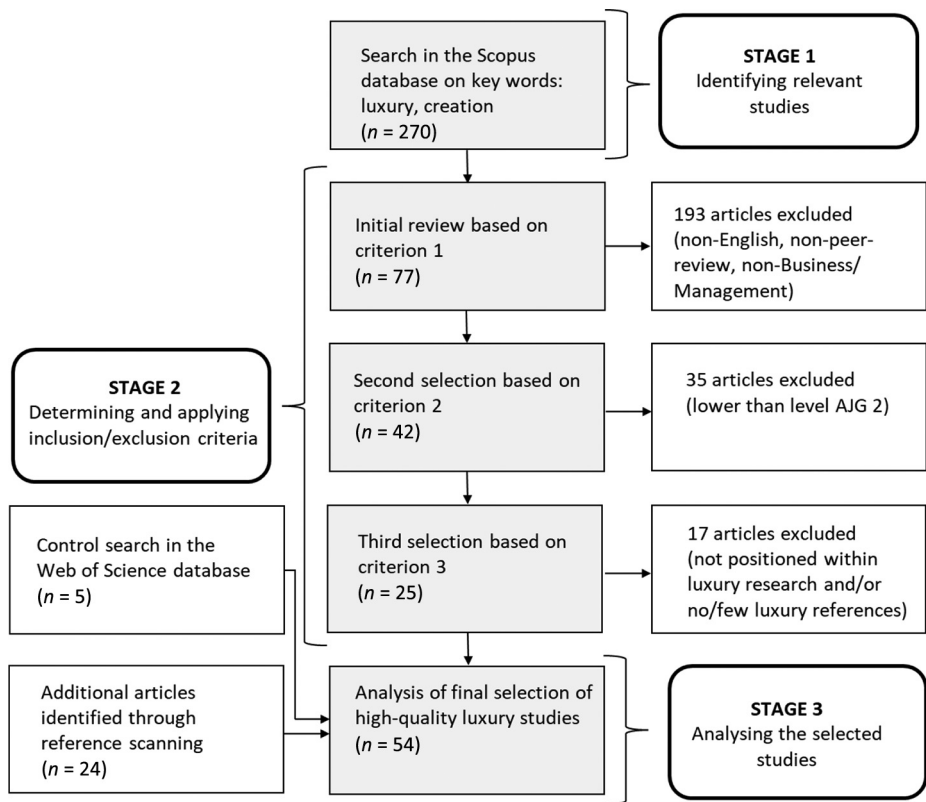 Search in the Scopus
database on key words:
luxury, creation
(n = 270)
STAGE 1
Identifying relevant
studies
Initial review based on
criterion 1
(n = 77)
193 articles excluded
(non-English, non-peer-
review, non-Business/
Management)
STAGE 2
Determining and applying
inclusion/exclusion criteria
Second selection based on
criterion 2
(n = 42)
35 articles excluded
(lower than level AJG 2)
Control search in the
Web of Science database
(n = 5)
Third selection based on
criterion 3
(n = 25)
17 articles excluded
(not positioned within
luxury research and/or
no/few luxury references)
Additional articles
identified through
reference scanning
(n = 24)
Analysis of final selection of
high-quality luxury studies
(n = 54)
STAGE 3
Analysing the selected
studies